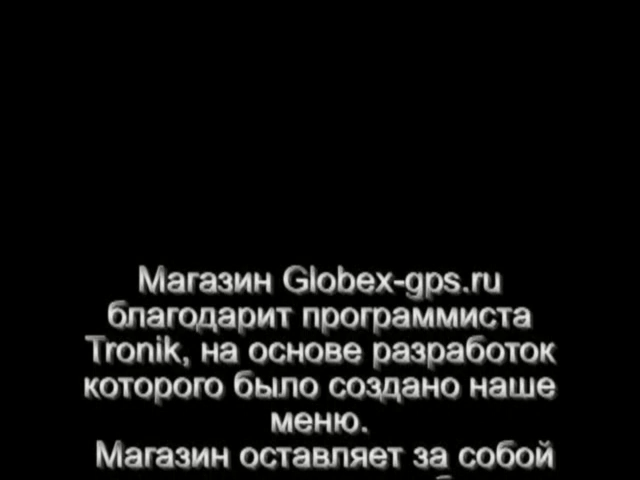 Магазин Globex-gps.ru
благодарит программиста
Tronik, на основе разработок
которого было создано наше
меню.
Магазин оставляет за собой